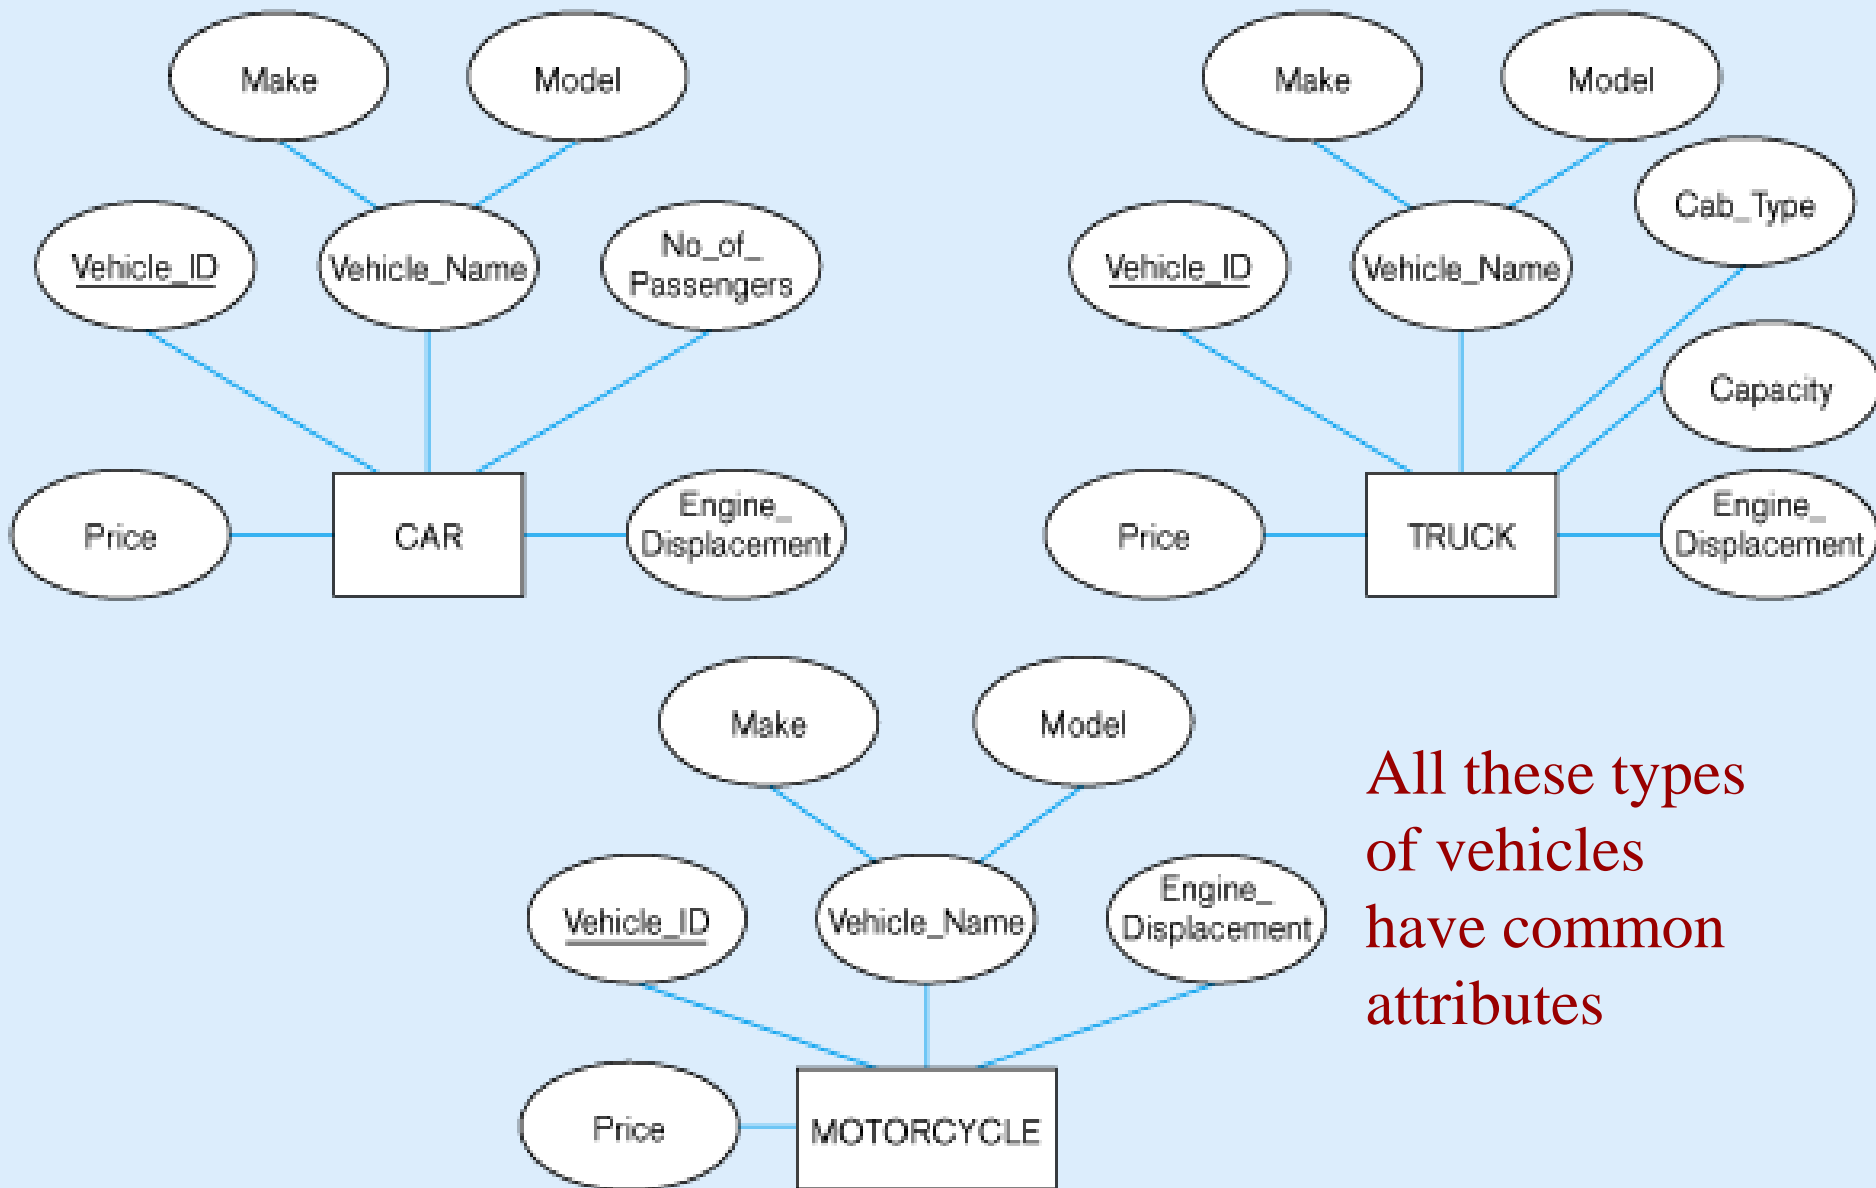 Make
Model
Vehicle_ID
Vehicle_Name
No_of_
Passengers
Price
CAR
Engine_
Displacement
Make
Model
Cab_Type
Vehicle_ID
Vehicle_Name
Capacity
Price
TRUCK
Engine_
Displacement
Make
Model
Vehicle_ID
Vehicle_Name
Engine_
Displacement
Price
MOTORCYCLE
All these types
of vehicles
have common
attributes